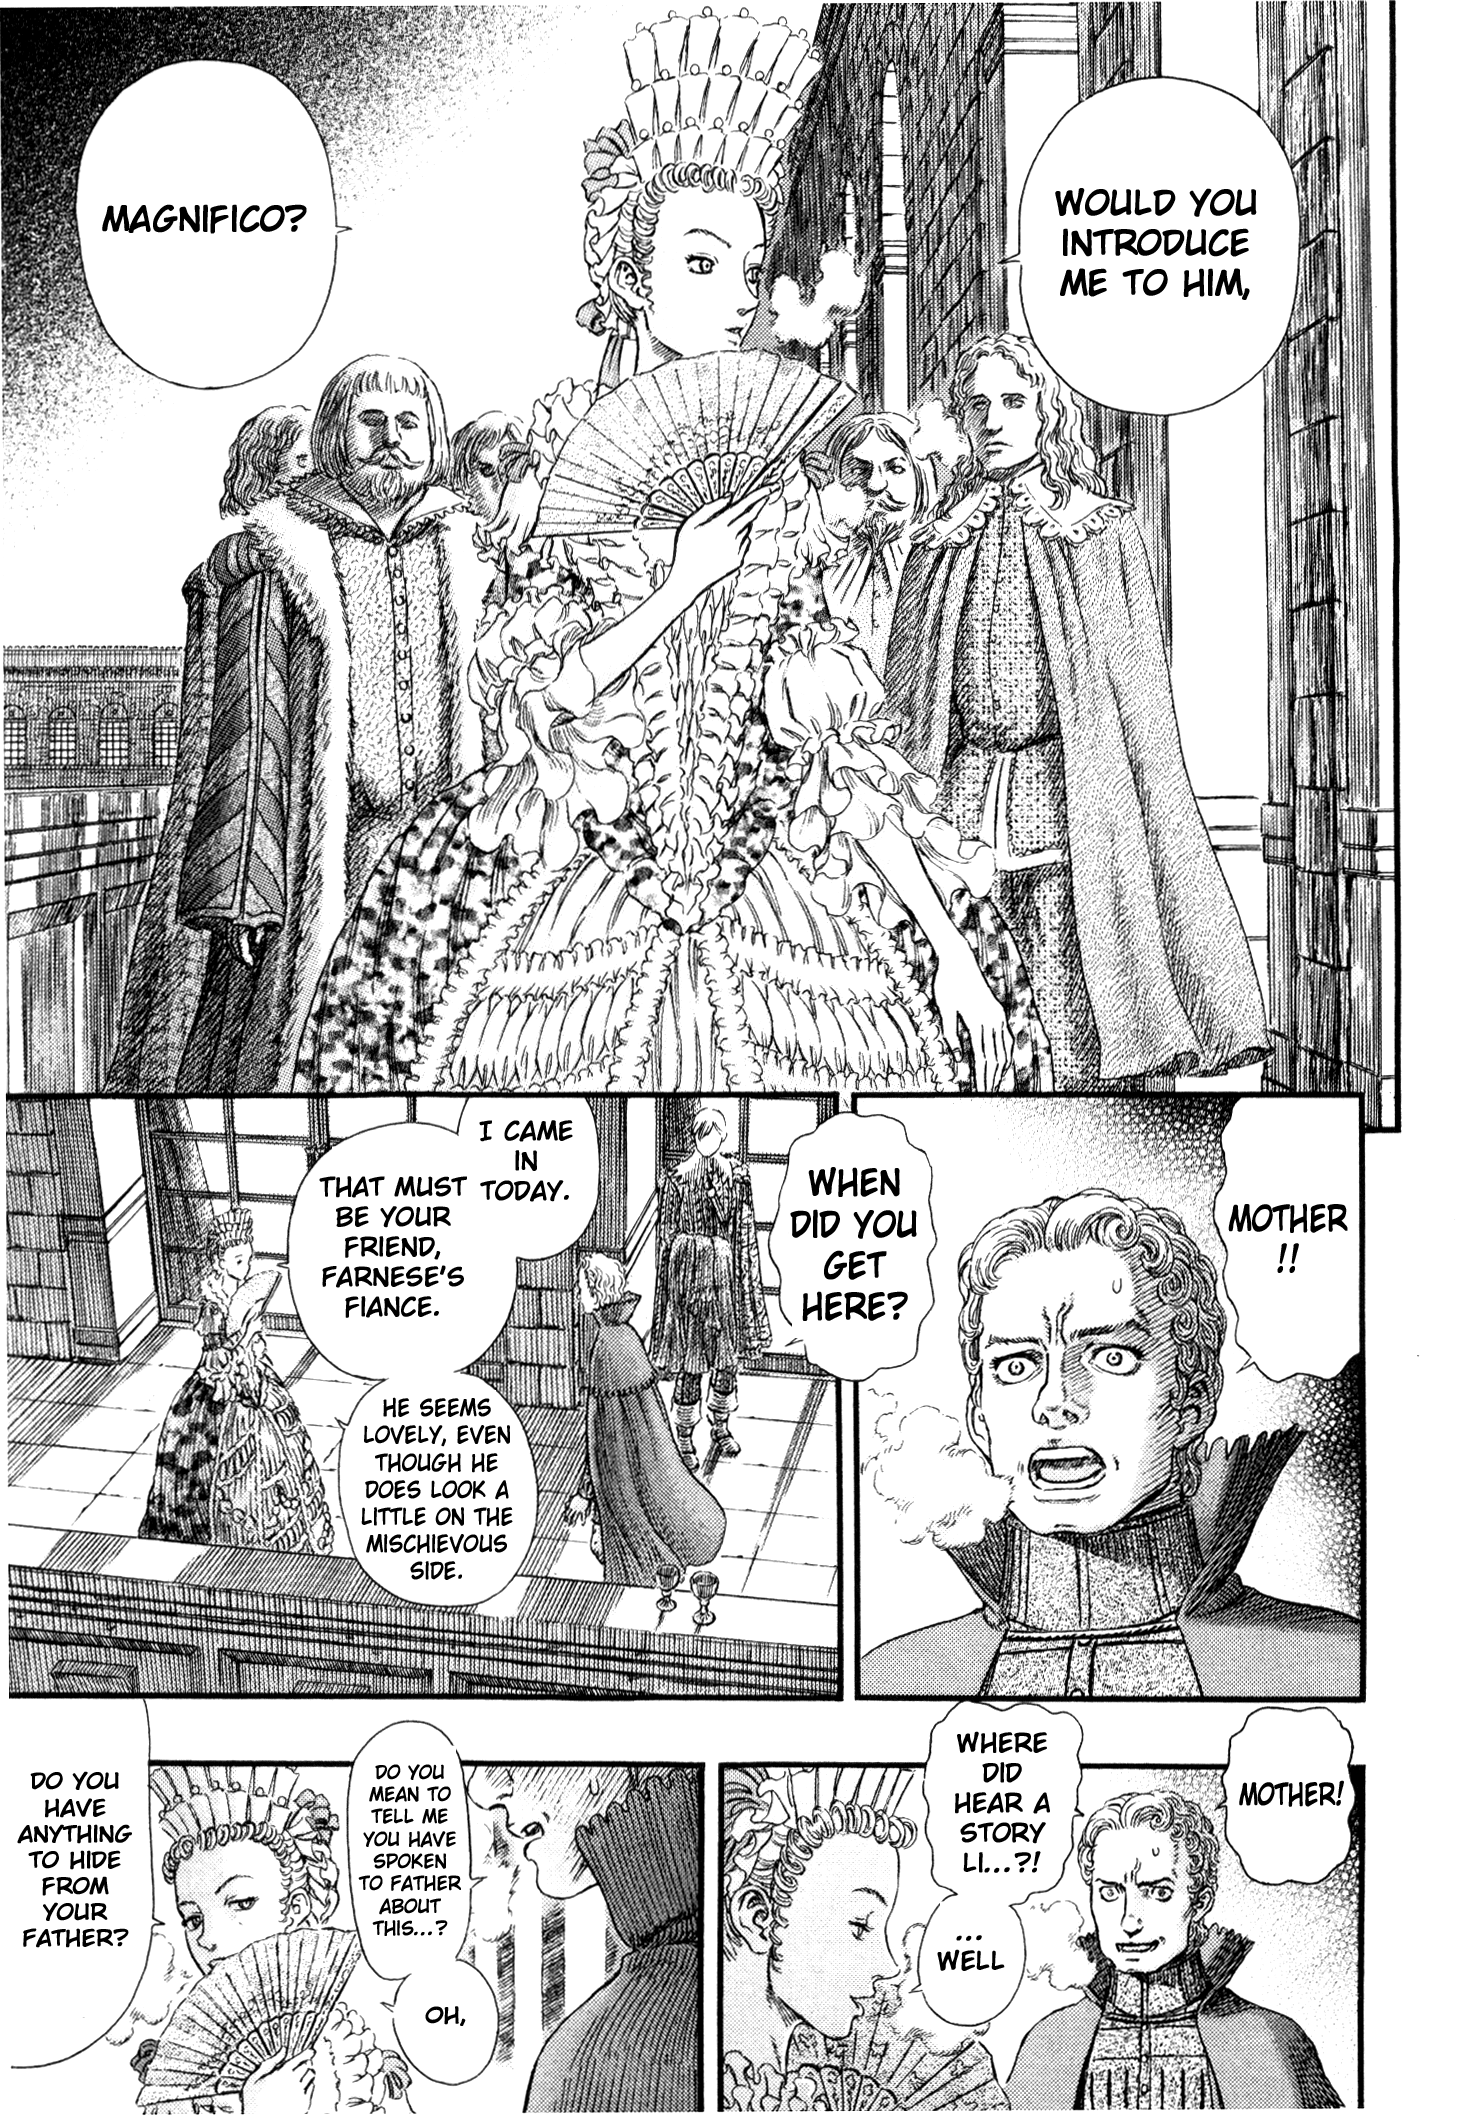 WOULD YOU
INTRODUCE
ME TO HIM,
MAGNIFICO?
MOTHER
!!
WHEN
DID YOU
GET
HERE?
I CAME
IN
TODAY.
THAT MUST
BE YOUR
FRIEND,
FARNESE'S
FIANCE.
HE SEEMS
LOVELY, EVEN
THOUGH HE
DOES LOOK A
LITTLE ON THE
MISCHIEVOUS
SIDE.
MOTHER!
WHERE
DID
HEAR A
STORY
LI...?!
...
WELL
DO YOU
MEAN TO
TELL ME
YOU HAVE
SPOKEN
TO FATHER
ABOUT
THIS...?
OH,
DO YOU
HAVE
ANYTHING
TO HIDE
FROM
YOUR
FATHER?